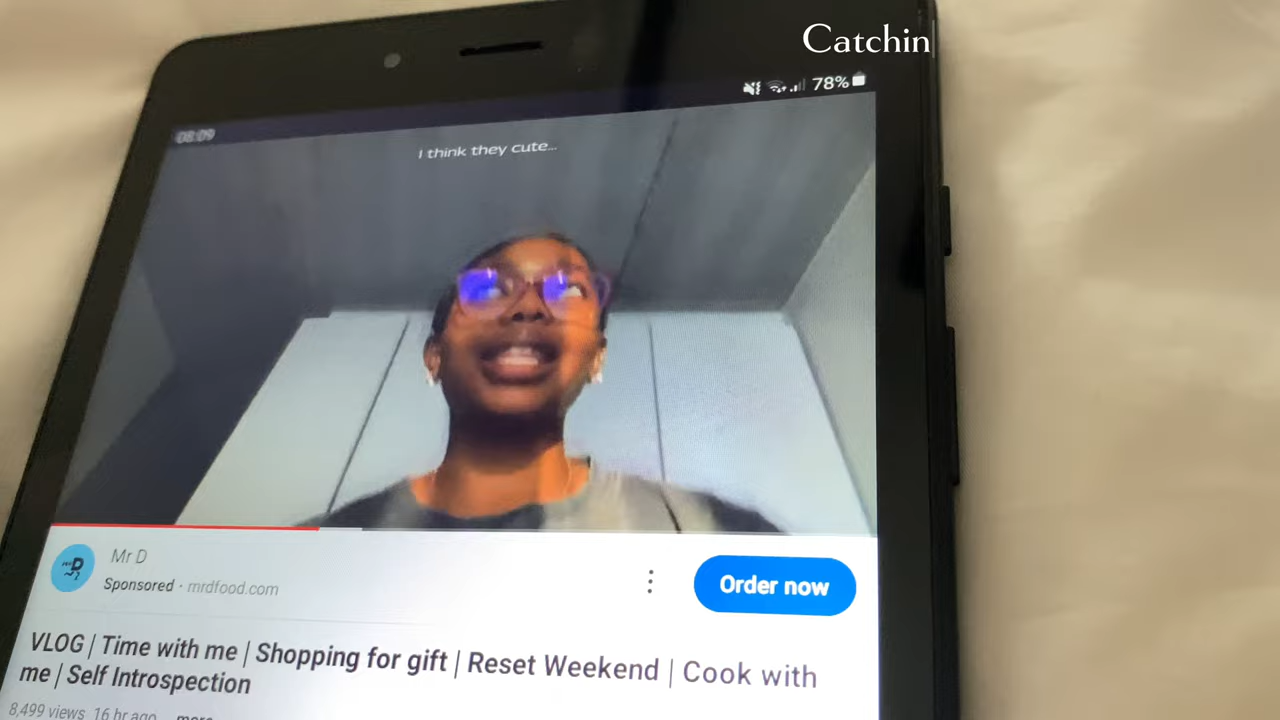 Catchin
08:09
78%
I think they cute...
Mr D
Sponsored · mrdfood.com
Order now
VLOG | Time with me | Shopping for gift | Reset Weekend | Cook with
me | Self Introspection
8,499 views 16 hr ago ...more